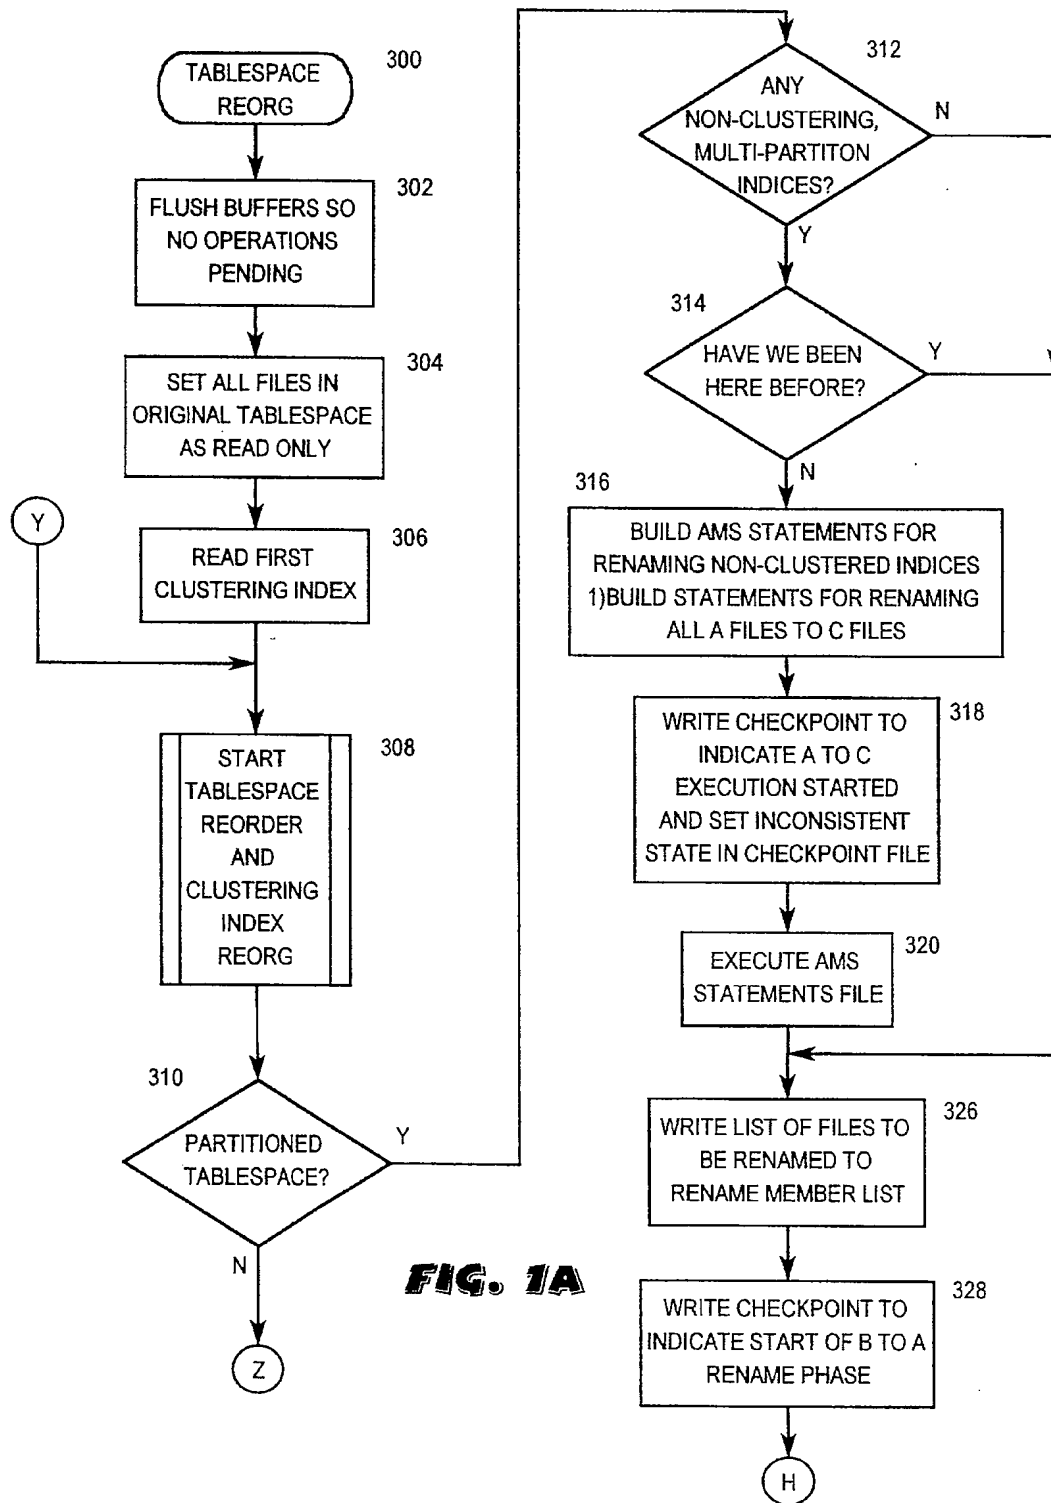 300
TABLESPACE
REORG
302
FLUSH BUFFERS SO
NO OPERATIONS
PENDING
304
SET ALL FILES IN
ORIGINAL TABLESPACE
AS READ ONLY
Y
306
READ FIRST
CLUSTERING INDEX
308
START
TABLESPACE
REORDER
AND
CLUSTERING
INDEX
REORG
310
PARTITIONED
TABLESPACE?
Y
N
Z
312
ANY
NON-CLUSTERING,
MULTI-PARTITON
INDICES?
N
Y
314
HAVE WE BEEN
HERE BEFORE?
Y
N
316
BUILD AMS STATEMENTS FOR
RENAMING NON-CLUSTERED INDICES
1)BUILD STATEMENTS FOR RENAMING
ALL A FILES TO C FILES
318
WRITE CHECKPOINT TO
INDICATE A TO C
EXECUTION STARTED
AND SET INCONSISTENT
STATE IN CHECKPOINT FILE
320
EXECUTE AMS
STATEMENTS FILE
326
WRITE LIST OF FILES TO
BE RENAMED TO
RENAME MEMBER LIST
328
WRITE CHECKPOINT TO
INDICATE START OF B TO A
RENAME PHASE
H
FIG. 1A